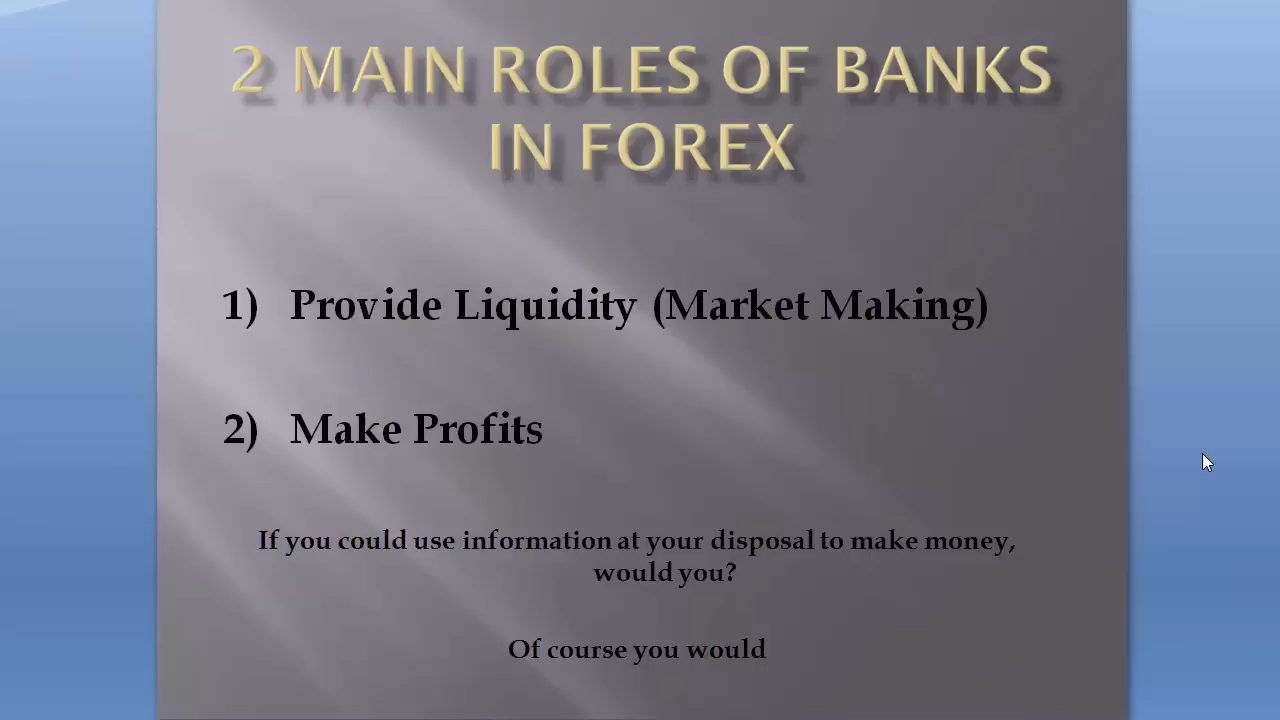 2 MAIN ROLES OF BANKS
IN FOREX
1) Provide Liquidity (Market Making)
2) Make Profits
If you could use information at your disposal to make money,
would you?
Of course you would